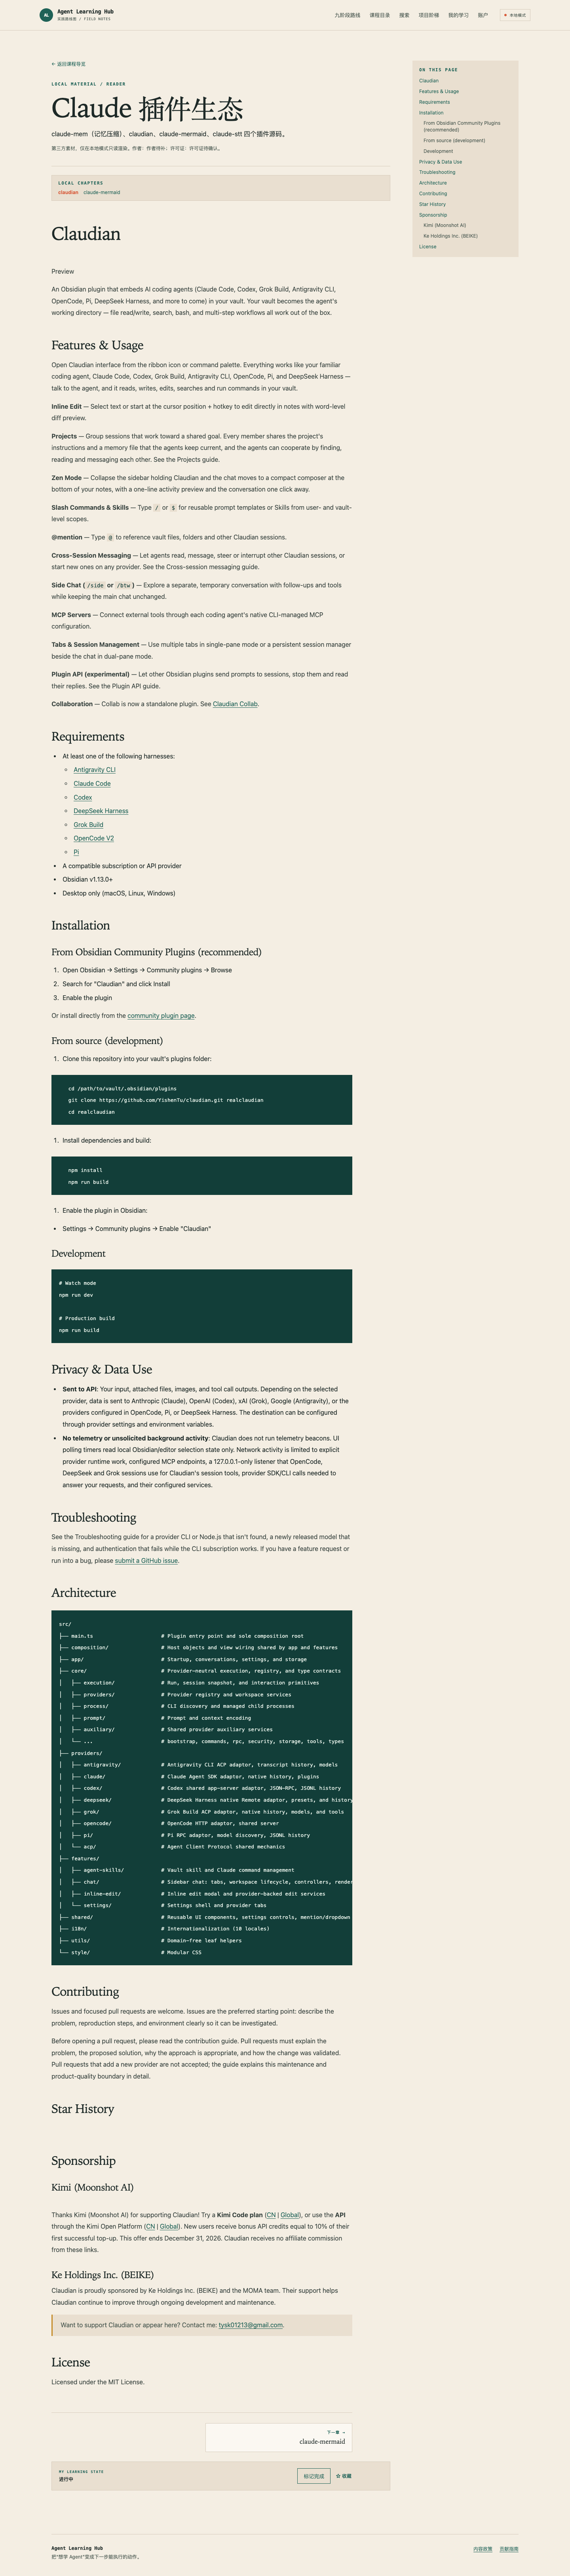 AL
Agent Learning Hub
实践路线图 / FIELD NOTES
九阶段路线
课程目录
搜索
项目阶梯
我的学习
账户
本地模式
← 返回课程导览
LOCAL MATERIAL / READER
Claude 插件生态
claude-mem（记忆压缩）、claudian、claude-mermaid、claude-stt 四个插件源码。
第三方素材，仅在本地模式只读渲染。作者：作者待补；许可证：许可证待确认。
LOCAL CHAPTERS
claudian claude-mermaid
ON THIS PAGE
Claudian
Features & Usage
Requirements
Installation
From Obsidian Community Plugins
(recommended)
From source (development)
Development
Privacy & Data Use
Troubleshooting
Architecture
Contributing
Star History
Sponsorship
Kimi (Moonshot AI)
Ke Holdings Inc. (BEIKE)
License
Claudian
Preview
An Obsidian plugin that embeds AI coding agents (Claude Code, Codex, Grok Build, Antigravity CLI,
OpenCode, Pi, DeepSeek Harness, and more to come) in your vault. Your vault becomes the agent's
working directory — file read/write, search, bash, and multi-step workflows all work out of the box.
Features & Usage
Open Claudian interface from the ribbon icon or command palette. Everything works like your familiar
coding agent, Claude Code, Codex, Grok Build, Antigravity CLI, OpenCode, Pi, and DeepSeek Harness —
talk to the agent, and it reads, writes, edits, searches and run commands in your vault.
Inline Edit — Select text or start at the cursor position + hotkey to edit directly in notes with word-level
diff preview.
Projects — Group sessions that work toward a shared goal. Every member shares the project's
instructions and a memory file that the agents keep current, and the agents can cooperate by finding,
reading and messaging each other. See the Projects guide.
Zen Mode — Collapse the sidebar holding Claudian and the chat moves to a compact composer at the
bottom of your notes, with a one-line activity preview and the conversation one click away.
Slash Commands & Skills — Type / or $ for reusable prompt templates or Skills from user- and vault-
level scopes.
@mention — Type @ to reference vault files, folders and other Claudian sessions.
Cross-Session Messaging — Let agents read, message, steer or interrupt other Claudian sessions, or
start new ones on any provider. See the Cross-session messaging guide.
Side Chat ( /side or /btw ) — Explore a separate, temporary conversation with follow-ups and tools
while keeping the main chat unchanged.
MCP Servers — Connect external tools through each coding agent's native CLI-managed MCP
configuration.
Tabs & Session Management — Use multiple tabs in single-pane mode or a persistent session manager
beside the chat in dual-pane mode.
Plugin API (experimental) — Let other Obsidian plugins send prompts to sessions, stop them and read
their replies. See the Plugin API guide.
Collaboration — Collab is now a standalone plugin. See Claudian Collab.
Requirements
• At least one of the following harnesses:
◦ Antigravity CLI
◦ Claude Code
◦ Codex
◦ DeepSeek Harness
◦ Grok Build
◦ OpenCode V2
◦ Pi
• A compatible subscription or API provider
• Obsidian v1.13.0+
• Desktop only (macOS, Linux, Windows)
Installation
From Obsidian Community Plugins (recommended)
1. Open Obsidian → Settings → Community plugins → Browse
2. Search for "Claudian" and click Install
3. Enable the plugin
Or install directly from the community plugin page.
From source (development)
1. Clone this repository into your vault's plugins folder:
cd /path/to/vault/.obsidian/plugins
git clone https://github.com/YishenTu/claudian.git realclaudian
cd realclaudian
1. Install dependencies and build:
npm install
npm run build
1. Enable the plugin in Obsidian:
• Settings → Community plugins → Enable "Claudian"
Development
# Watch mode
npm run dev
# Production build
npm run build
Privacy & Data Use
• Sent to API: Your input, attached files, images, and tool call outputs. Depending on the selected
provider, data is sent to Anthropic (Claude), OpenAI (Codex), xAI (Grok), Google (Antigravity), or the
providers configured in OpenCode, Pi, or DeepSeek Harness. The destination can be configured
through provider settings and environment variables.
• No telemetry or unsolicited background activity: Claudian does not run telemetry beacons. UI
polling timers read local Obsidian/editor selection state only. Network activity is limited to explicit
provider runtime work, configured MCP endpoints, a 127.0.0.1-only listener that OpenCode,
DeepSeek and Grok sessions use for Claudian's session tools, provider SDK/CLI calls needed to
answer your requests, and their configured services.
Troubleshooting
See the Troubleshooting guide for a provider CLI or Node.js that isn't found, a newly released model that
is missing, and authentication that fails while the CLI subscription works. If you have a feature request or
run into a bug, please submit a GitHub issue.
Architecture
src/
├── main.ts # Plugin entry point and sole composition root
├── composition/ # Host objects and view wiring shared by app and features
├── app/ # Startup, conversations, settings, and storage
├── core/ # Provider-neutral execution, registry, and type contracts
│ ├── execution/ # Run, session snapshot, and interaction primitives
│ ├── providers/ # Provider registry and workspace services
│ ├── process/ # CLI discovery and managed child processes
│ ├── prompt/ # Prompt and context encoding
│ ├── auxiliary/ # Shared provider auxiliary services
│ └── ... # bootstrap, commands, rpc, security, storage, tools, types
├── providers/
│ ├── antigravity/ # Antigravity CLI ACP adaptor, transcript history, models
│ ├── claude/ # Claude Agent SDK adaptor, native history, plugins
│ ├── codex/ # Codex shared app-server adaptor, JSON-RPC, JSONL history
│ ├── deepseek/ # DeepSeek Harness native Remote adaptor, presets, and history
│ ├── grok/ # Grok Build ACP adaptor, native history, models, and tools
│ ├── opencode/ # OpenCode HTTP adaptor, shared server
│ ├── pi/ # Pi RPC adaptor, model discovery, JSONL history
│ └── acp/ # Agent Client Protocol shared mechanics
├── features/
│ ├── agent-skills/ # Vault skill and Claude command management
│ ├── chat/ # Sidebar chat: tabs, workspace lifecycle, controllers, render
│ ├── inline-edit/ # Inline edit modal and provider-backed edit services
│ └── settings/ # Settings shell and provider tabs
├── shared/ # Reusable UI components, settings controls, mention/dropdown
├── i18n/ # Internationalization (10 locales)
├── utils/ # Domain-free leaf helpers
└── style/ # Modular CSS
Contributing
Issues and focused pull requests are welcome. Issues are the preferred starting point: describe the
problem, reproduction steps, and environment clearly so it can be investigated.
Before opening a pull request, please read the contribution guide. Pull requests must explain the
problem, the proposed solution, why the approach is appropriate, and how the change was validated.
Pull requests that add a new provider are not accepted; the guide explains this maintenance and
product-quality boundary in detail.
Star History
Sponsorship
Kimi (Moonshot AI)
Thanks Kimi (Moonshot AI) for supporting Claudian! Try a Kimi Code plan (CN | Global), or use the API
through the Kimi Open Platform (CN | Global). New users receive bonus API credits equal to 10% of their
first successful top-up. This offer ends December 31, 2026. Claudian receives no affiliate commission
from these links.
Ke Holdings Inc. (BEIKE)
Claudian is proudly sponsored by Ke Holdings Inc. (BEIKE) and the MOMA team. Their support helps
Claudian continue to improve through ongoing development and maintenance.
Want to support Claudian or appear here? Contact me: tysk01213@gmail.com.
License
Licensed under the MIT License.
下一章 →
claude-mermaid
MY LEARNING STATE
进行中
标记完成
☆ 收藏
Agent Learning Hub
把“想学 Agent”变成下一步能执行的动作。
内容政策
贡献指南